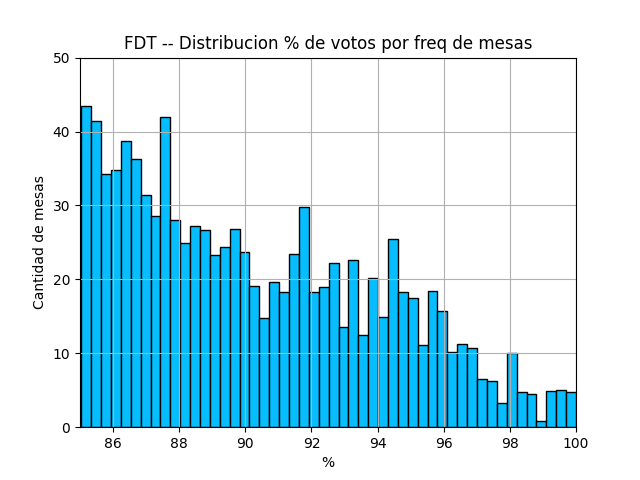 FDT -- Distribucion % de votos por freq de mesas
50
40
30
20
10
0
Cantidad de mesas
86 88 90 92 94 96 98 100
%